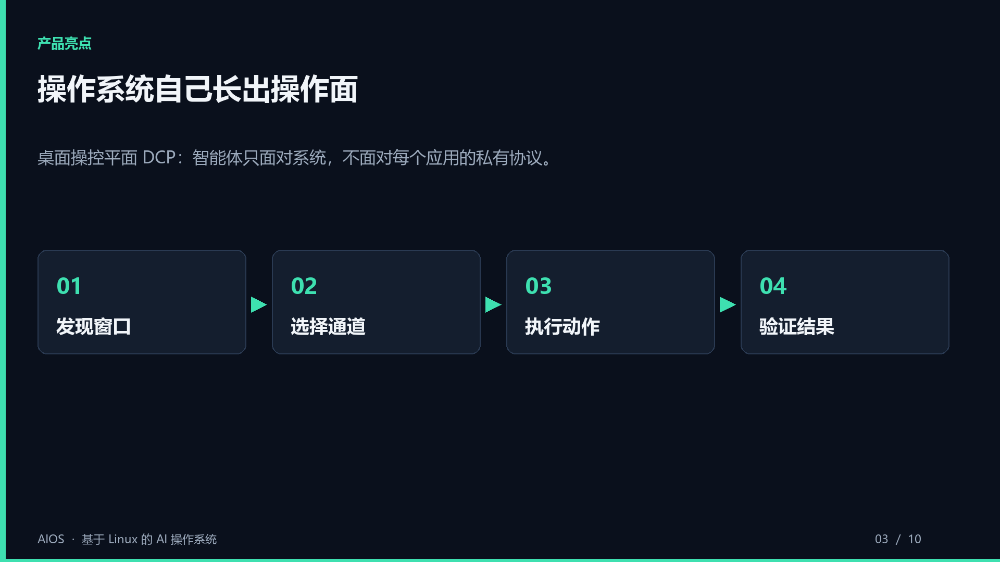 产品亮点
操作系统自己长出操作面
桌面操控平面 DCP：智能体只面对系统，不面对每个应用的私有协议。
01
发现窗口
02
选择通道
03
执行动作
04
验证结果
AIOS · 基于 Linux 的 AI 操作系统
03 / 10